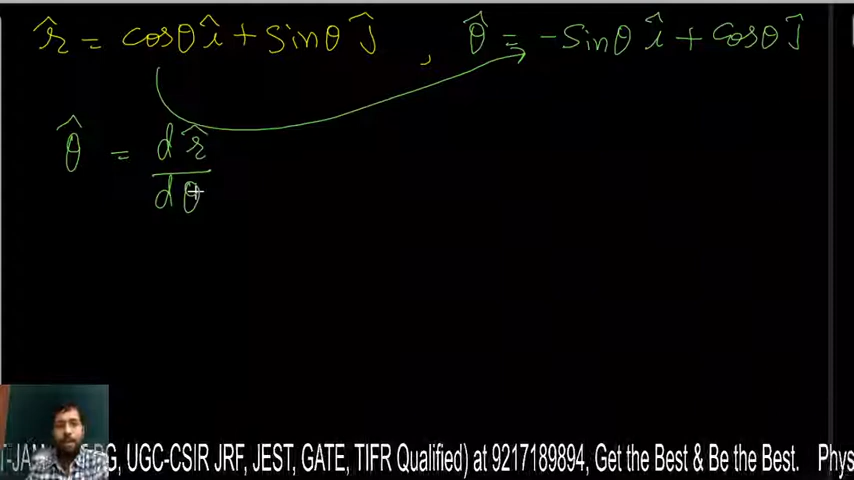 r̂ = cosθ î + sinθ ĵ , θ̂ = -sinθ î + cosθ ĵ
θ̂ = dr̂/dθ
UGC-CSIR JRF, JEST, GATE, TIFR Qualified) at 9217189894, Get the Best & Be the Best. Phys